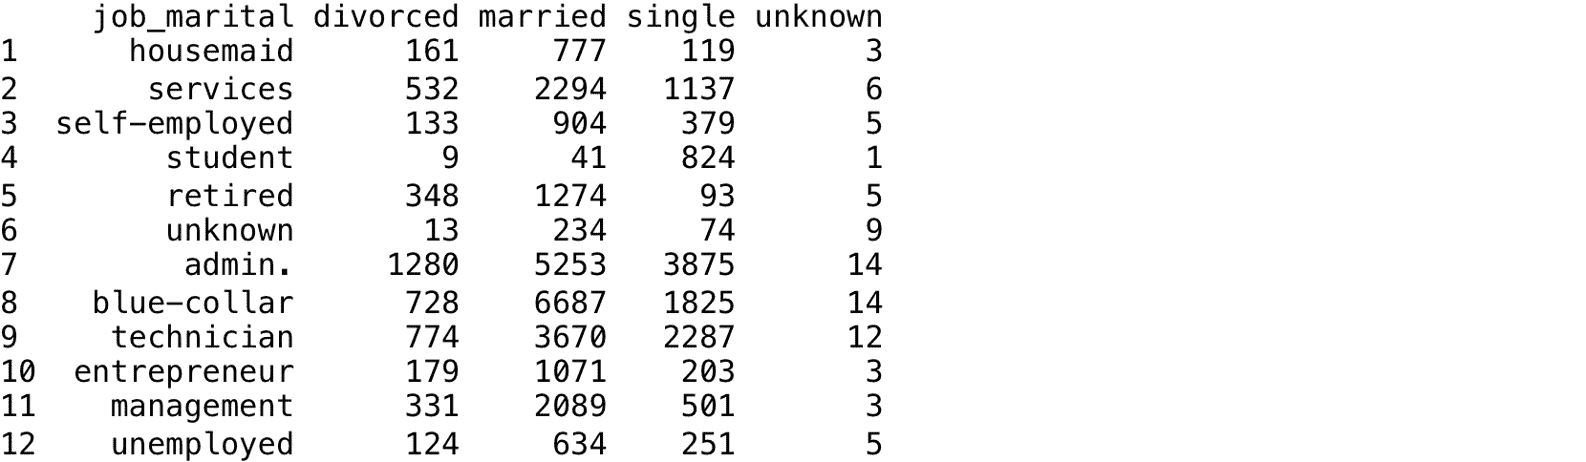 job_marital divorced married single unknown
1 housemaid 161 777 119 3
2 services 532 2294 1137 6
3 self-employed 133 904 379 5
4 student 9 41 824 1
5 retired 348 1274 93 5
6 unknown 13 234 74 9
7 admin. 1280 5253 3875 14
8 blue-collar 728 6687 1825 14
9 technician 774 3670 2287 12
10 entrepreneur 179 1071 203 3
11 management 331 2089 501 3
12 unemployed 124 634 251 5